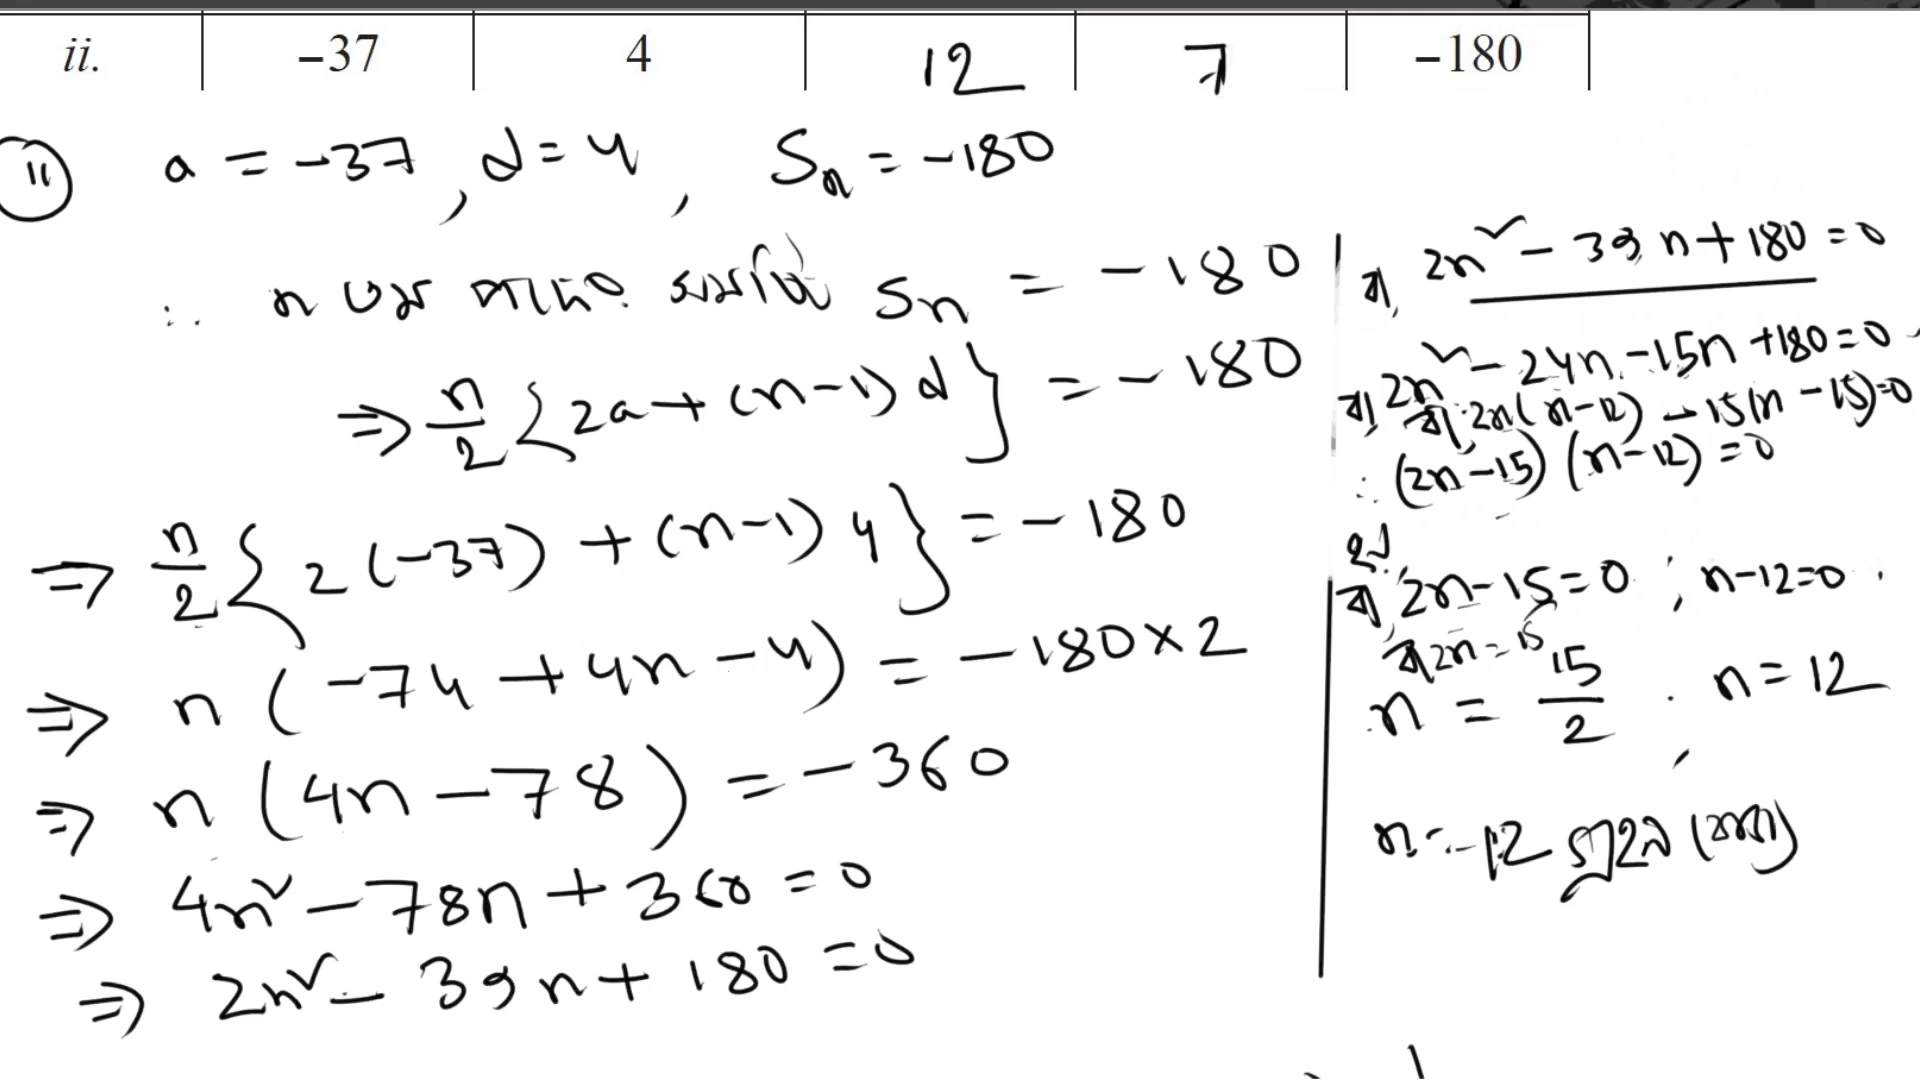 ii. −37 4 12 7 −180
(ii) a = -37, d = 4, Sn = -180
∴ n তম পদের সমষ্টি Sn = -180
⇒ n/2 {2a + (n-1) d} = -180
⇒ n/2 {2(-37) + (n-1) 4} = -180
⇒ n (-74 + 4n - 4) = -180 × 2
⇒ n (4n - 78) = -360
⇒ 4n² - 78n + 360 = 0
⇒ 2n² - 39n + 180 = 0
বা, 2n² - 39n + 180 = 0
বা, 2n² - 24n - 15n + 180 = 0
বা, 2n(n-12) - 15(n-15) = 0
∴ (2n-15) (n-12) = 0
হয়,
বা, 2n-15=0 ; n-12=0
বা 2n = 15
n = 15/2 , n = 12
n = 12